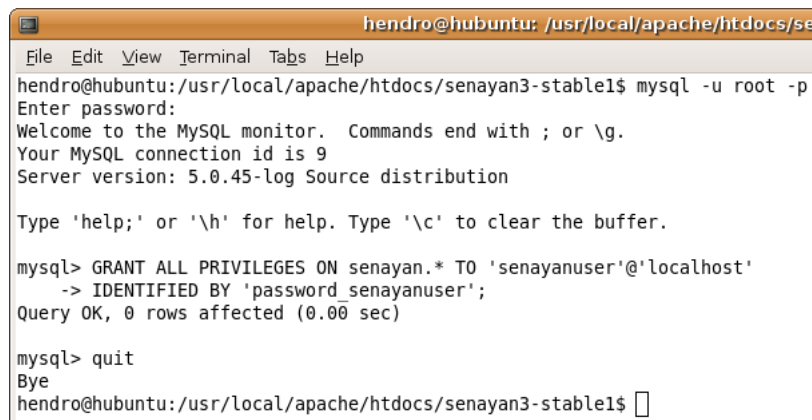 hendro@hubuntu: /usr/local/apache/htdocs/se
File Edit View Terminal Tabs Help
hendro@hubuntu:/usr/local/apache/htdocs/senayan3-stable1$ mysql -u root -p
Enter password:
Welcome to the MySQL monitor.  Commands end with ; or \g.
Your MySQL connection id is 9
Server version: 5.0.45-log Source distribution
Type 'help;' or '\h' for help. Type '\c' to clear the buffer.
mysql> GRANT ALL PRIVILEGES ON senayan.* TO 'senayanuser'@'localhost'
    -> IDENTIFIED BY 'password_senayanuser';
Query OK, 0 rows affected (0.00 sec)
mysql> quit
Bye
hendro@hubuntu:/usr/local/apache/htdocs/senayan3-stable1$